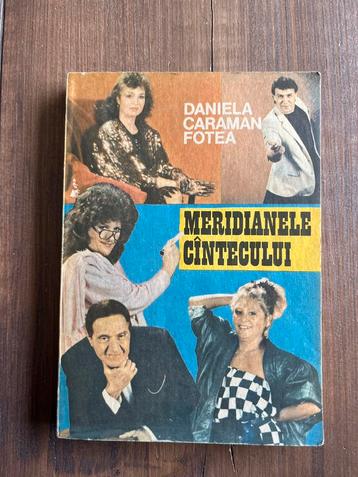 DANIELA
CARAMAN
FOTEA
MERIDIANELE
CÎNTECULUI